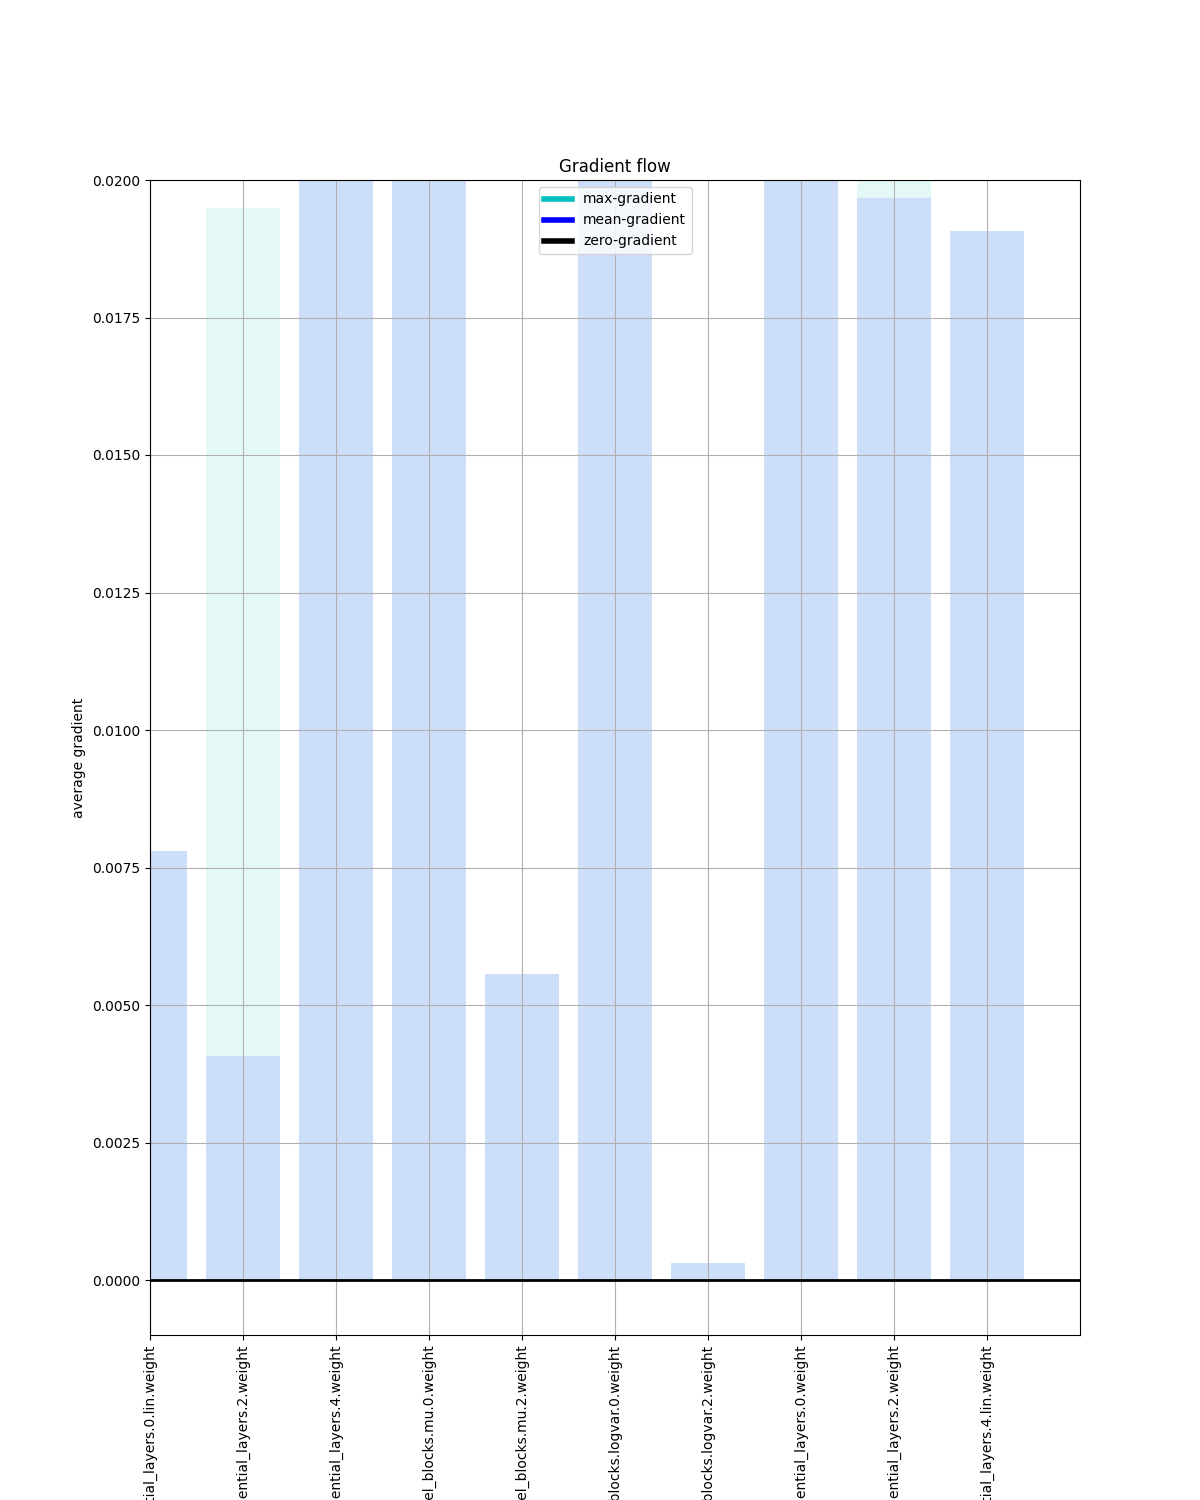 Gradient flow
max-gradient
mean-gradient
zero-gradient
0.0200
0.0175
0.0150
0.0125
0.0100
0.0075
0.0050
0.0025
0.0000
average gradient
tial_layers.0.lin.weight
ential_layers.2.weight
ential_layers.4.weight
el_blocks.mu.0.weight
el_blocks.mu.2.weight
blocks.logvar.0.weight
blocks.logvar.2.weight
ential_layers.0.weight
ential_layers.2.weight
tial_layers.4.lin.weight